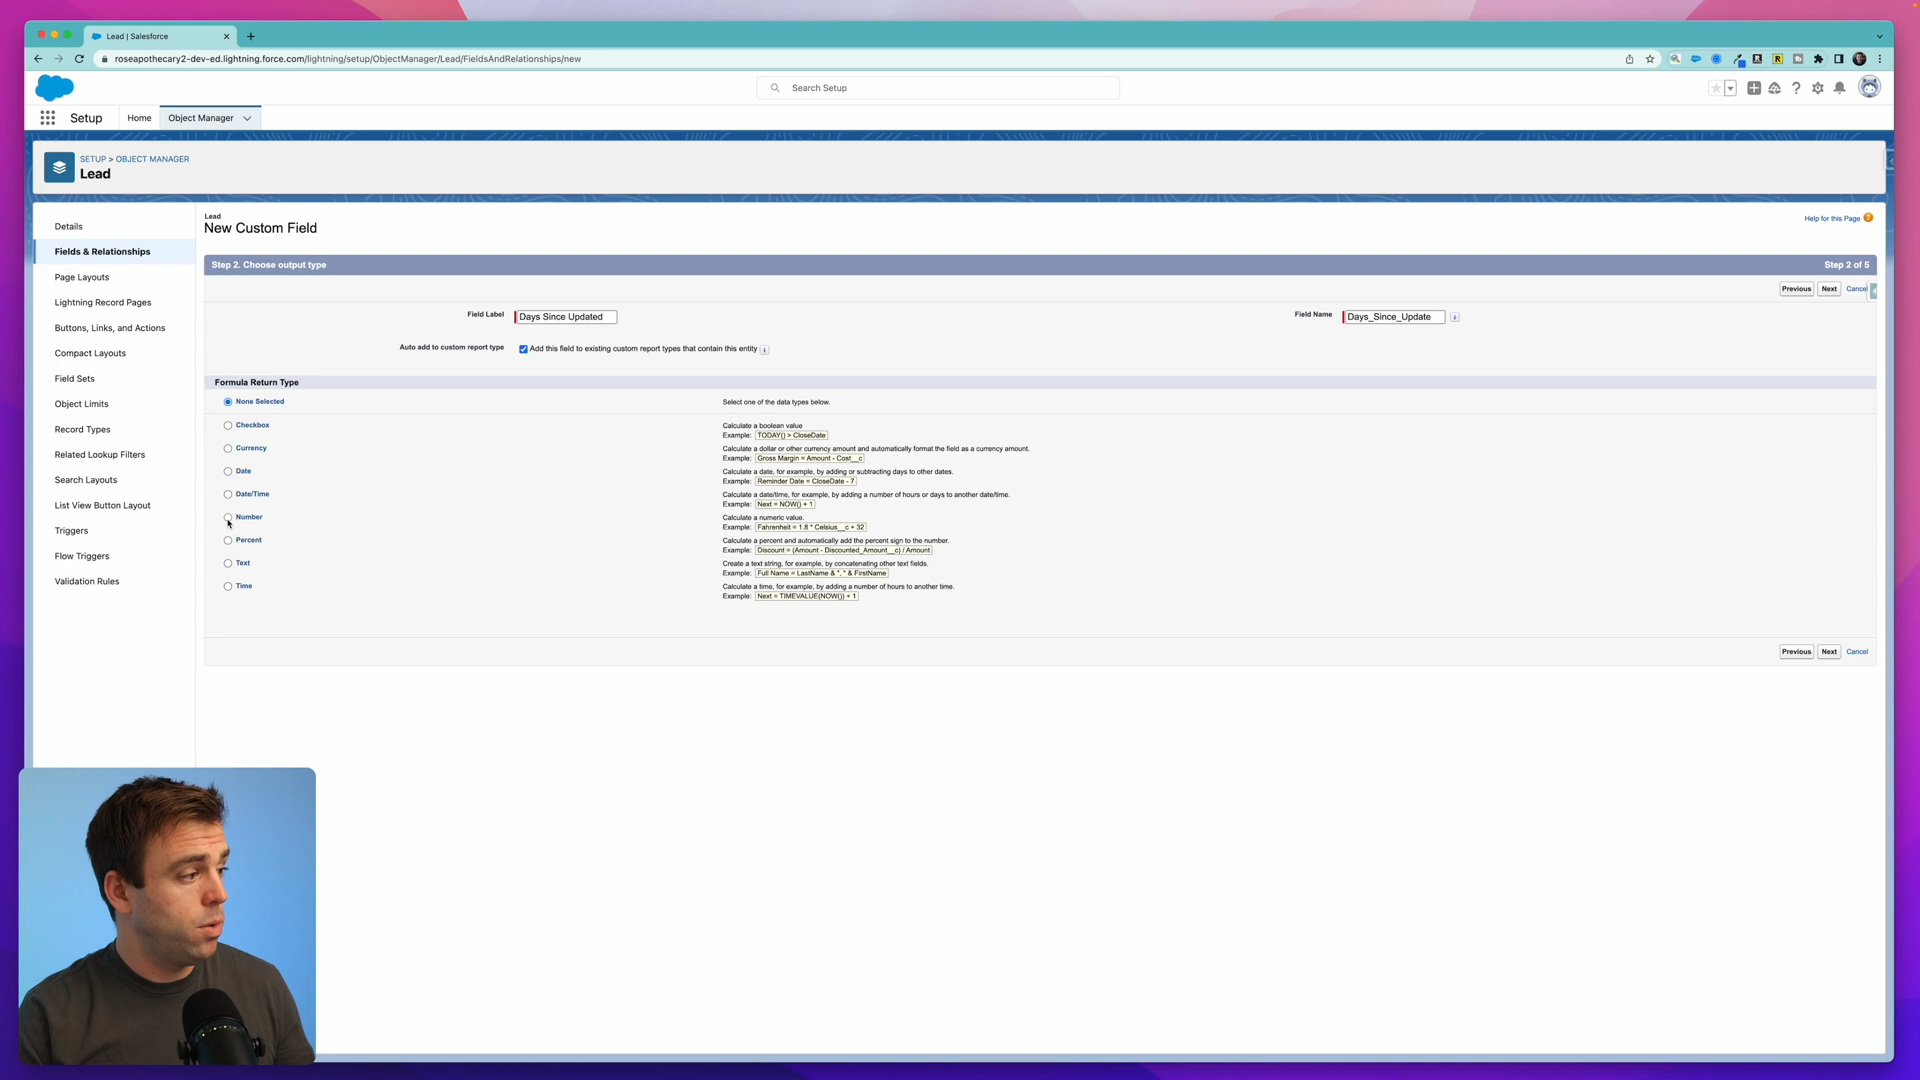 Lead | Salesforce
roseapothecary2-dev-ed.lightning.force.com/lightning/setup/ObjectManager/Lead/FieldsAndRelationships/new
Search Setup
Setup
Home
Object Manager
SETUP > OBJECT MANAGER
Lead
Details
Fields & Relationships
Page Layouts
Lightning Record Pages
Buttons, Links, and Actions
Compact Layouts
Field Sets
Object Limits
Record Types
Related Lookup Filters
Search Layouts
List View Button Layout
Triggers
Flow Triggers
Validation Rules
Lead
New Custom Field
Help for this Page
Step 2. Choose output type
Step 2 of 5
Previous Next Cancel
Field Label Days Since Updated
Field Name Days_Since_Update
Auto add to custom report type Add this field to existing custom report types that contain this entity
Formula Return Type
None Selected Select one of the data types below.
Checkbox Calculate a boolean value
Example: TODAY() > CloseDate
Currency Calculate a dollar or other currency amount and automatically format the field as a currency amount.
Example: Gross Margin = Amount - Cost__c
Date Calculate a date, for example, by adding or subtracting days to other dates.
Example: Reminder Date = CloseDate - 7
Date/Time Calculate a date/time, for example, by adding a number of hours or days to another date/time.
Example: Next = NOW() + 1
Number Calculate a numeric value.
Example: Fahrenheit = 1.8 * Celsius__c + 32
Percent Calculate a percent and automatically add the percent sign to the number.
Example: Discount = (Amount - Discounted_Amount__c) / Amount
Text Create a text string, for example, by concatenating other text fields.
Example: Full Name = LastName & ", " & FirstName
Time Calculate a time, for example, by adding a number of hours to another time.
Example: Next = TIMEVALUE(NOW()) + 1
Previous Next Cancel